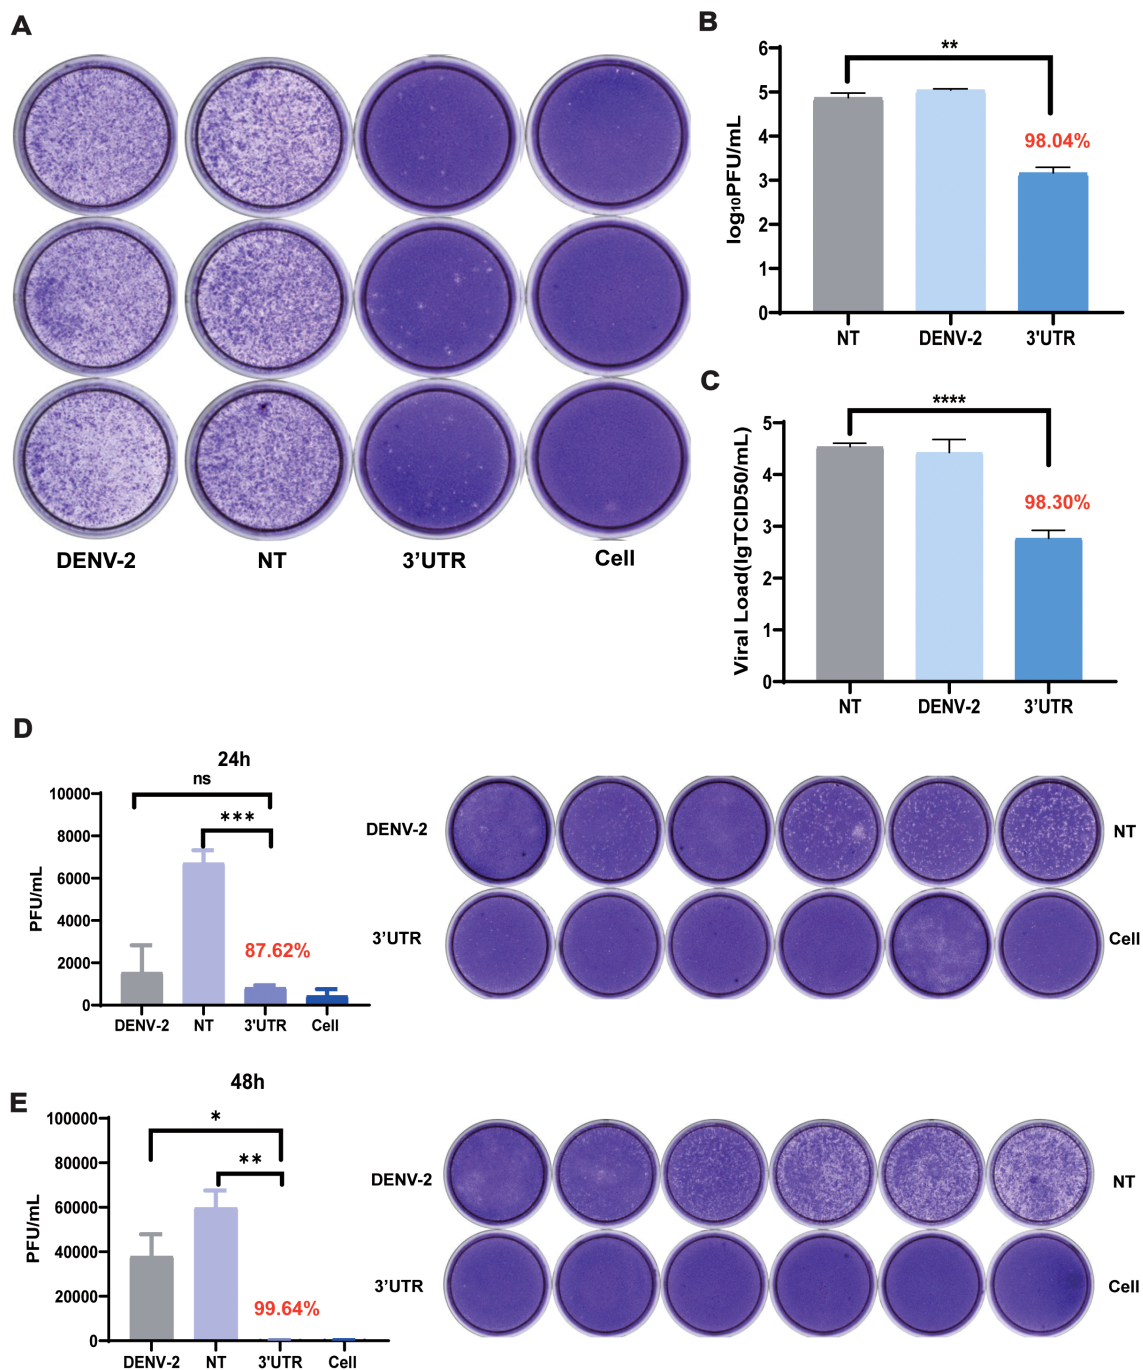 A
DENV-2 NT 3’UTR Cell
B
**
98.04%
log₁₀PFU/mL
6
5
4
3
2
1
0
NT DENV-2 3'UTR
C
****
98.30%
Viral Load(lgTCID50/mL)
5
4
3
2
1
0
NT DENV-2 3’UTR
D
24h
ns
***
87.62%
PFU/mL
10000
8000
6000
4000
2000
0
DENV-2 NT 3'UTR Cell
DENV-2 NT
3’UTR Cell
E
48h
*
**
99.64%
PFU/mL
100000
80000
60000
40000
20000
0
DENV-2 NT 3'UTR Cell
DENV-2 NT
3’UTR Cell